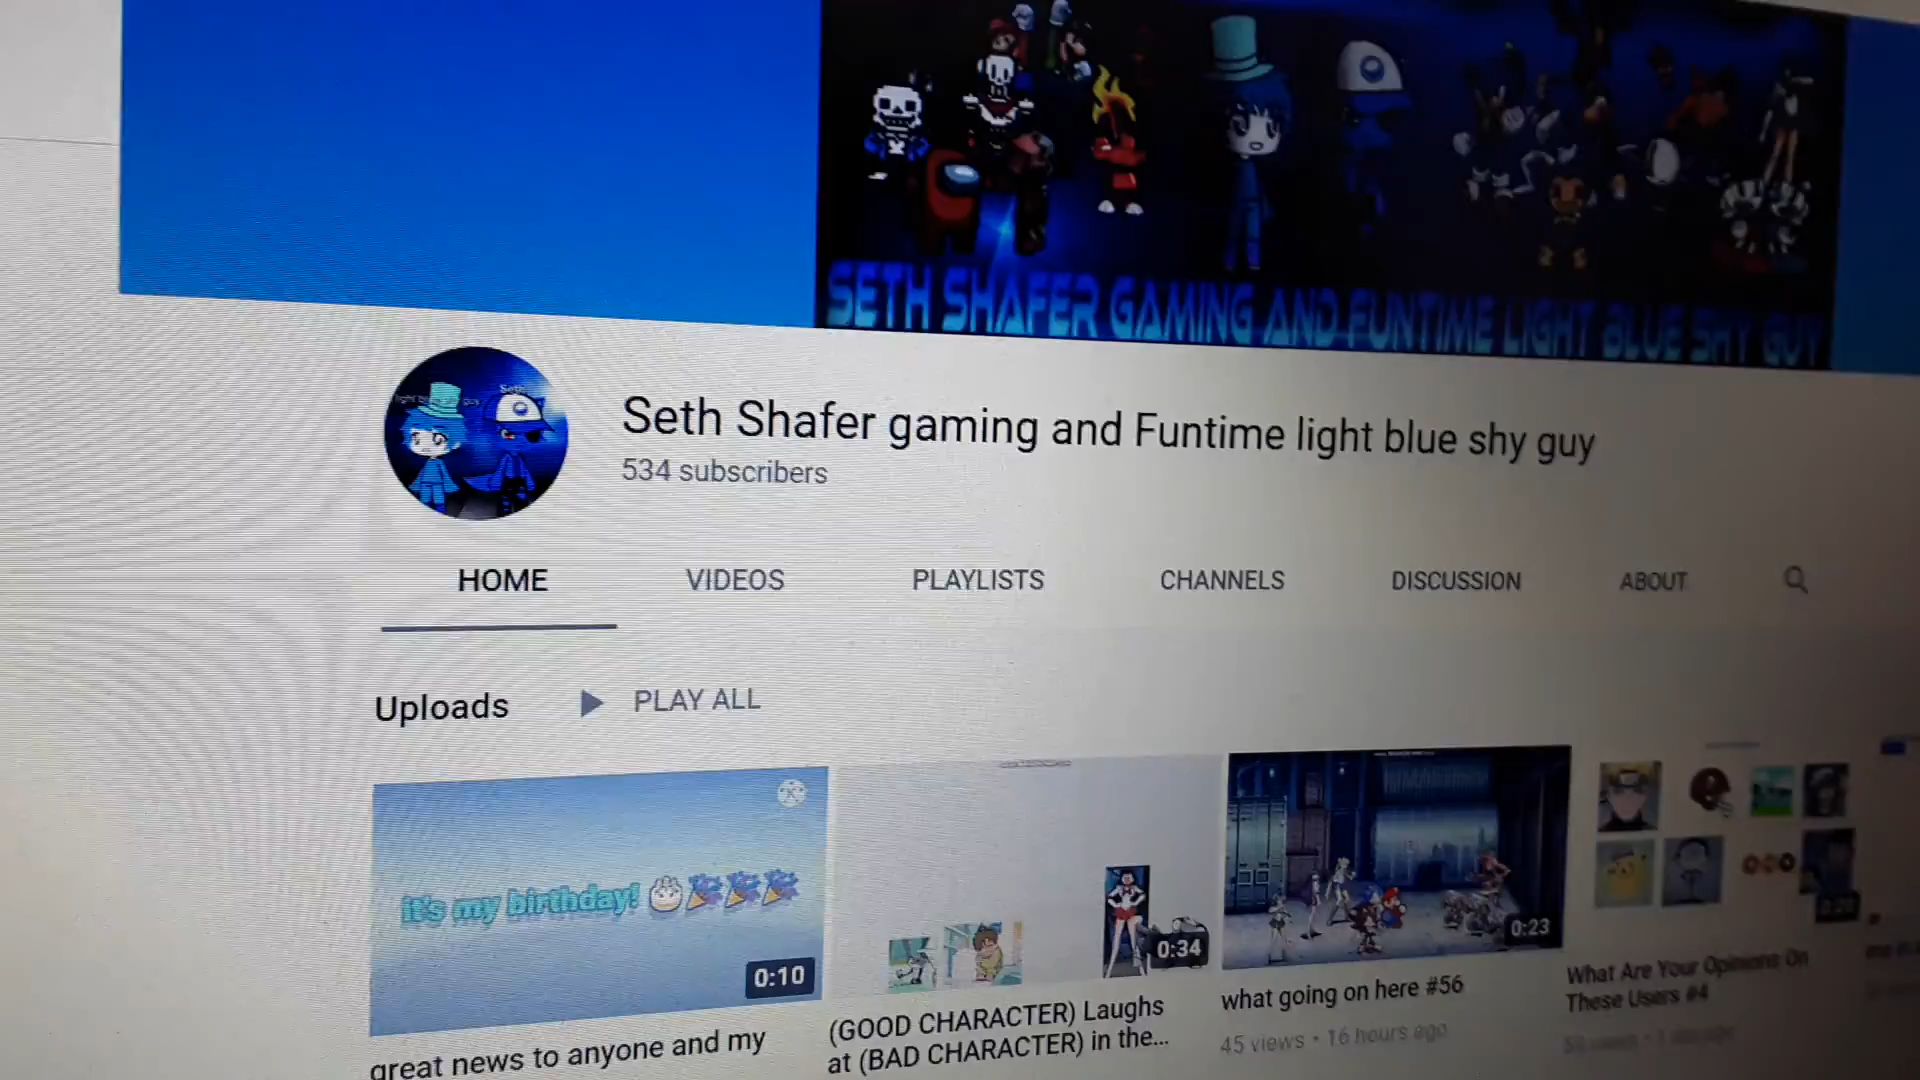 SETH SHAFER GAMING AND FUNTIME LIGHT BLUE SHY GUY
Seth
Seth Shafer gaming and Funtime light blue shy guy
534 subscribers
HOME VIDEOS PLAYLISTS CHANNELS DISCUSSION ABOUT
Uploads PLAY ALL
it's my birthday!
0:10
0:34
0:23
great news to anyone and my
(GOOD CHARACTER) Laughs
at (BAD CHARACTER) in the...
what going on here #56
45 views • 16 hours ago
What Are Your Opinions On
These Users #4